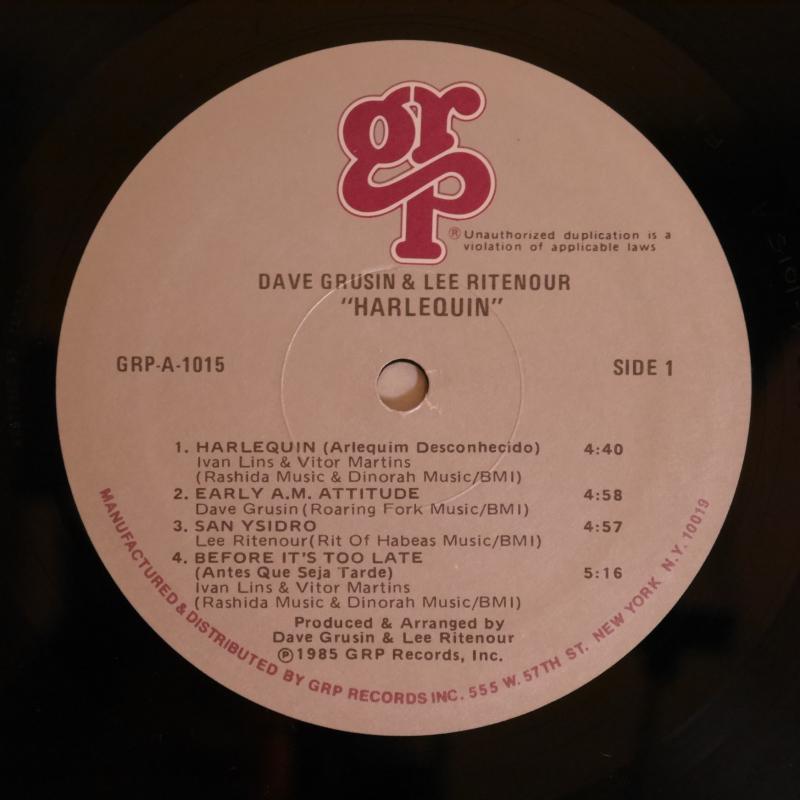 grp
® Unauthorized duplication is a
violation of applicable laws
DAVE GRUSIN & LEE RITENOUR
"HARLEQUIN"
GRP-A-1015
SIDE 1
1. HARLEQUIN (Arlequim Desconhecido) 4:40
Ivan Lins & Vitor Martins
(Rashida Music & Dinorah Music/BMI)
2. EARLY A.M. ATTITUDE 4:58
Dave Grusin (Roaring Fork Music/BMI)
3. SAN YSIDRO 4:57
Lee Ritenour(Rit Of Habeas Music/BMI)
4. BEFORE IT'S TOO LATE
(Antes Que Seja Tarde) 5:16
Ivan Lins & Vitor Martins
(Rashida Music & Dinorah Music/BMI)
Produced & Arranged by
Dave Grusin & Lee Ritenour
℗1985 GRP Records, Inc.
MANUFACTURED & DISTRIBUTED BY GRP RECORDS INC. 555 W. 57TH ST. NEW YORK N.Y. 10019